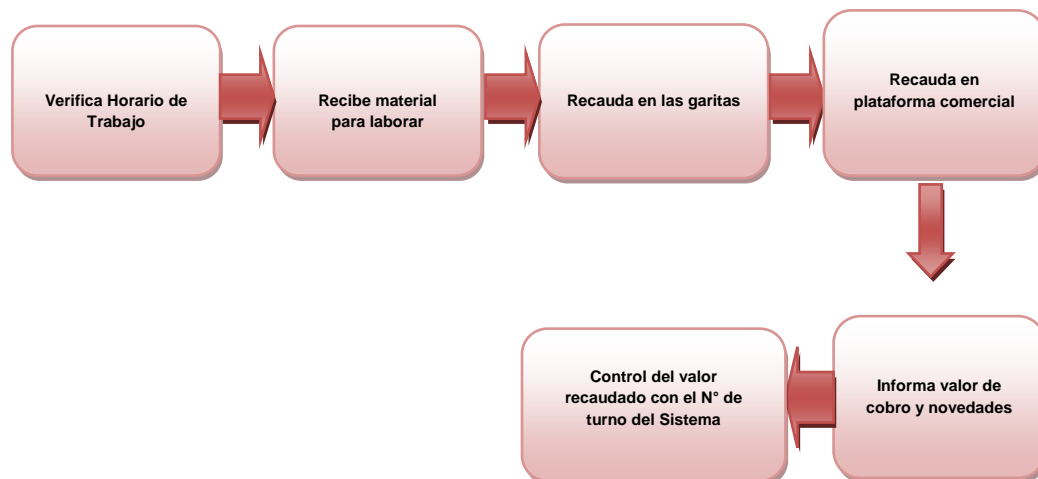 Verifica Horario de
Trabajo
Recibe material
para laborar
Recauda en las garitas
Recauda en
plataforma comercial
Informa valor de
cobro y novedades
Control del valor
recaudado con el N° de
turno del Sistema